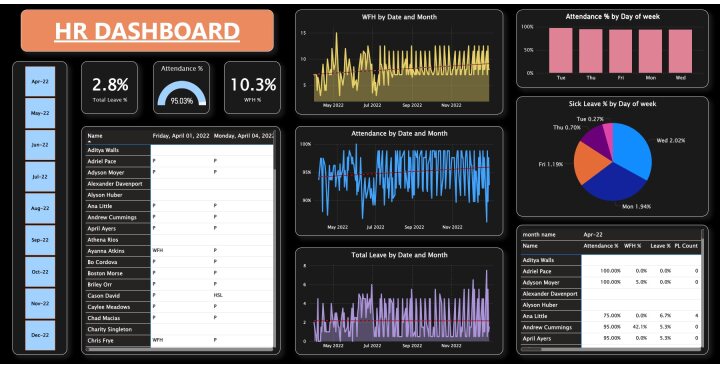 HR DASHBOARD
Apr-22
May-22
Jun-22
Jul-22
Aug-22
Sep-22
Oct-22
Nov-22
Dec-22
2.8%
Total Leave %
Attendance %
95.03%
10.3%
WFH %
Name Friday, April 01, 2022 Monday, April 04, 2022
Aditya Walls
Adriel Pace P P
Adyson Moyer P P
Alexander Davenport
Alyson Huber
Ana Little P P
Andrew Cummings P P
April Ayers P P
Athena Rios
Ayanna Atkins WFH P
Bo Cordova P P
Boston Morse P P
Briley Orr P P
Cason David P HSL
Caylee Meadows P P
Chad Macias P P
Charity Singleton
Chris Frye WFH P
WFH by Date and Month
15
10
5
May 2022 Jul 2022 Sep 2022 Nov 2022
Attendance by Date and Month
100%
95%
90%
80%
May 2022 Jul 2022 Sep 2022 Nov 2022
Total Leave by Date and Month
8
6
4
2
0
May 2022 Jul 2022 Sep 2022 Nov 2022
Attendance % by Day of week
100%
50%
0%
Tue Thu Fri Mon Wed
Sick Leave % by Day of week
Tue 0.27%
Thu 0.70%
Wed 2.02%
Fri 1.19%
Mon 1.94%
month name Apr-22
Name Attendance % WFH % Leave % PL Count
Aditya Walls
Adriel Pace 100.00% 0.0% 0.0% 0
Adyson Moyer 100.00% 5.0% 0.0% 0
Alexander Davenport
Alyson Huber
Ana Little 75.00% 0.0% 6.7% 4
Andrew Cummings 95.00% 42.1% 5.3% 0
April Ayers 95.00% 0.0% 5.3% 0